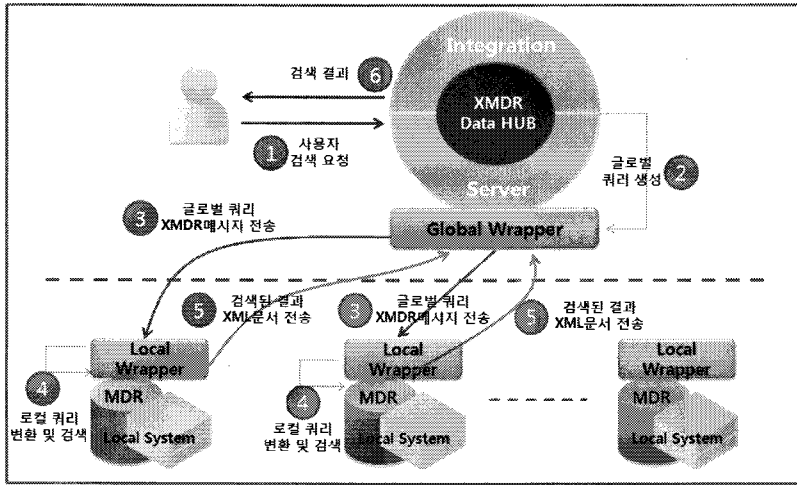 Integration
검색 결과
6
XMDR
Data HUB
1
사용자
검색 요청
글로벌
쿼리 생성
2
Server
3
글로벌 쿼리
XMDR메시지 전송
Global Wrapper
5
검색된 결과
XML문서 전송
3
글로벌 쿼리
XMDR메시지 전송
5
검색된 결과
XML문서 전송
Local
Wrapper
Local
Wrapper
Local
Wrapper
4
MDR
4
MDR
MDR
로컬 쿼리
변환 및 검색
Local System
로컬 쿼리
변환 및 검색
Local System
Local System